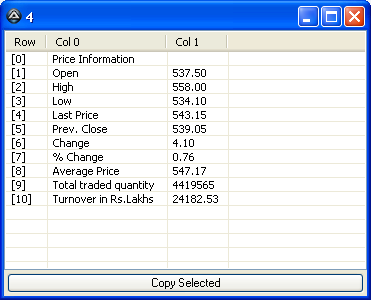 4
Row Col 0 Col 1
[0] Price Information
[1] Open 537.50
[2] High 558.00
[3] Low 534.10
[4] Last Price 543.15
[5] Prev. Close 539.05
[6] Change 4.10
[7] % Change 0.76
[8] Average Price 547.17
[9] Total traded quantity 4419565
[10] Turnover in Rs.Lakhs 24182.53
Copy Selected